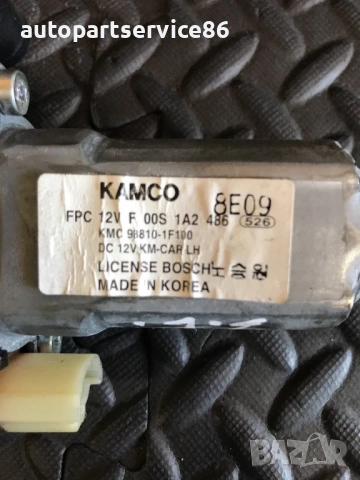 autopartservice86
KAMCO 8E09
FPC 12V F 00S 1A2 486 526
KMC 98810-1F100
DC 12V KM-CAR LH
LICENSE BOSCH
MADE IN KOREA
BAZAR